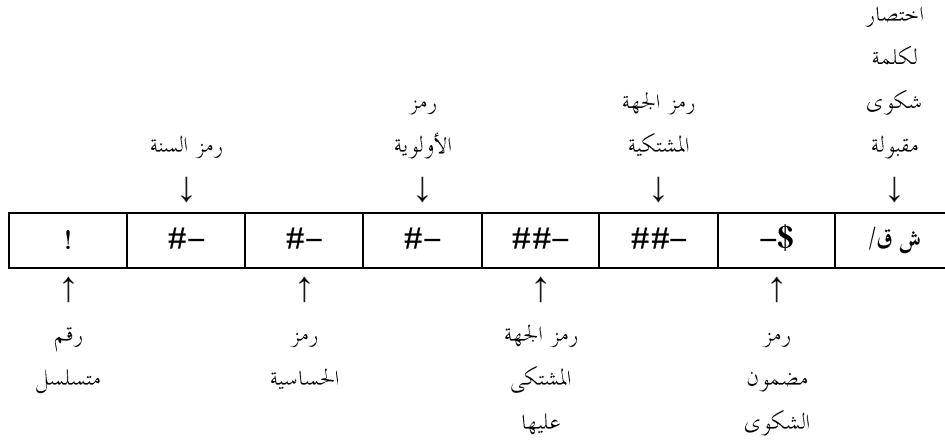 اختصار
لكلمة
شكوى
مقبولة
رمز الجهة
المشتكية
رمز
الأولوية
رمز السنة
↓ ↓ ↓ ↓
ش ق/ $– ##– ##– #– #– #– !
↑ ↑ ↑ ↑
رمز
مضمون
الشكوى
رمز الجهة
المشتكى
عليها
رمز
الحساسية
رقم
متسلسل